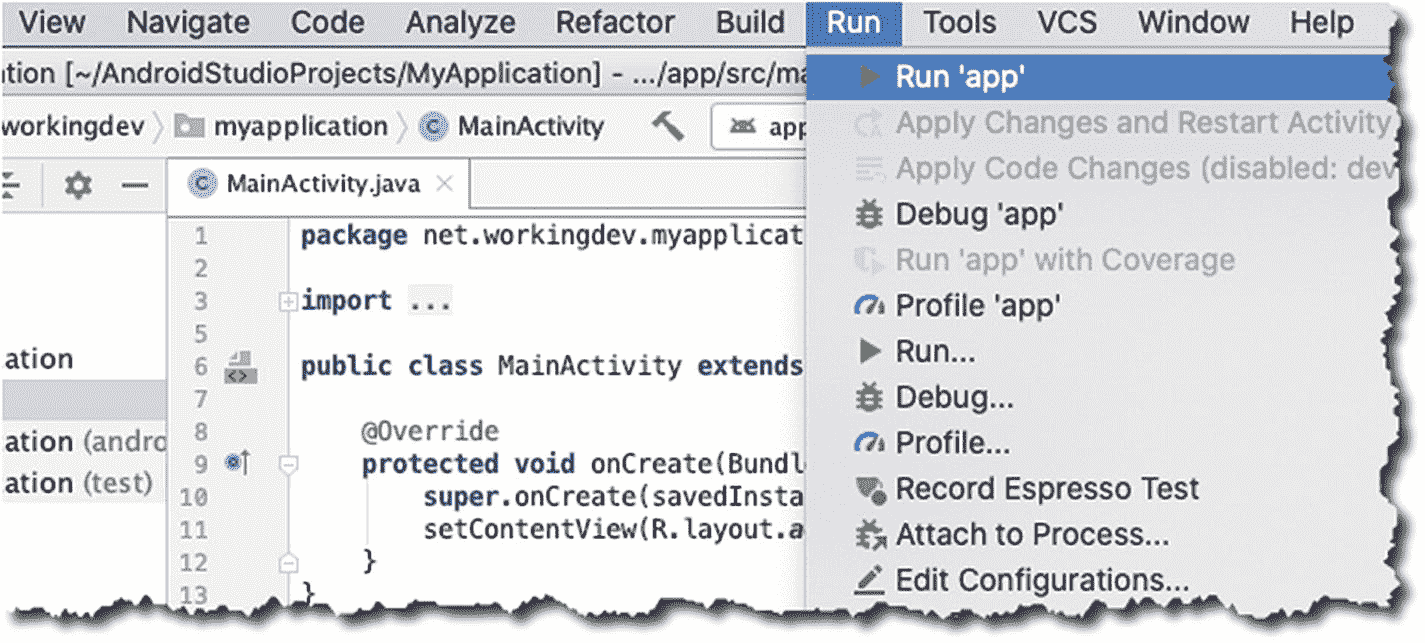 View Navigate Code Analyze Refactor Build Run Tools VCS Window Help
[~/AndroidStudioProjects/MyApplication] - .../app/src/
workingdev myapplication MainActivity
MainActivity.java
1 package net.workingdev.myapplicat
2
3 import ...
5
6 public class MainActivity extends
7
8 @Override
9 protected void onCreate(Bundl
10 super.onCreate(savedInsta
11 setContentView(R.layout.a
12 }
13 }
ation
ation (andro
ation (test)
Run 'app'
Apply Changes and Restart Activity
Apply Code Changes (disabled: dev
Debug 'app'
Run 'app' with Coverage
Profile 'app'
Run...
Debug...
Profile...
Record Espresso Test
Attach to Process...
Edit Configurations...